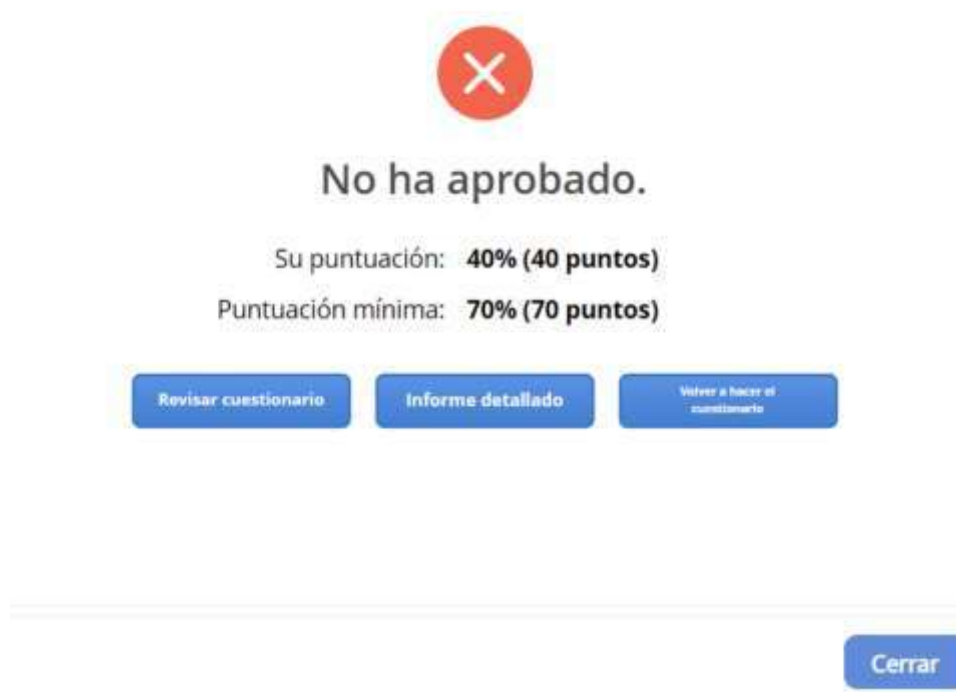 No ha aprobado.
Su puntuación: 40% (40 puntos)
Puntuación mínima: 70% (70 puntos)
Revisar cuestionario Informe detallado Volver a hacer el
cuestionario
Cerrar